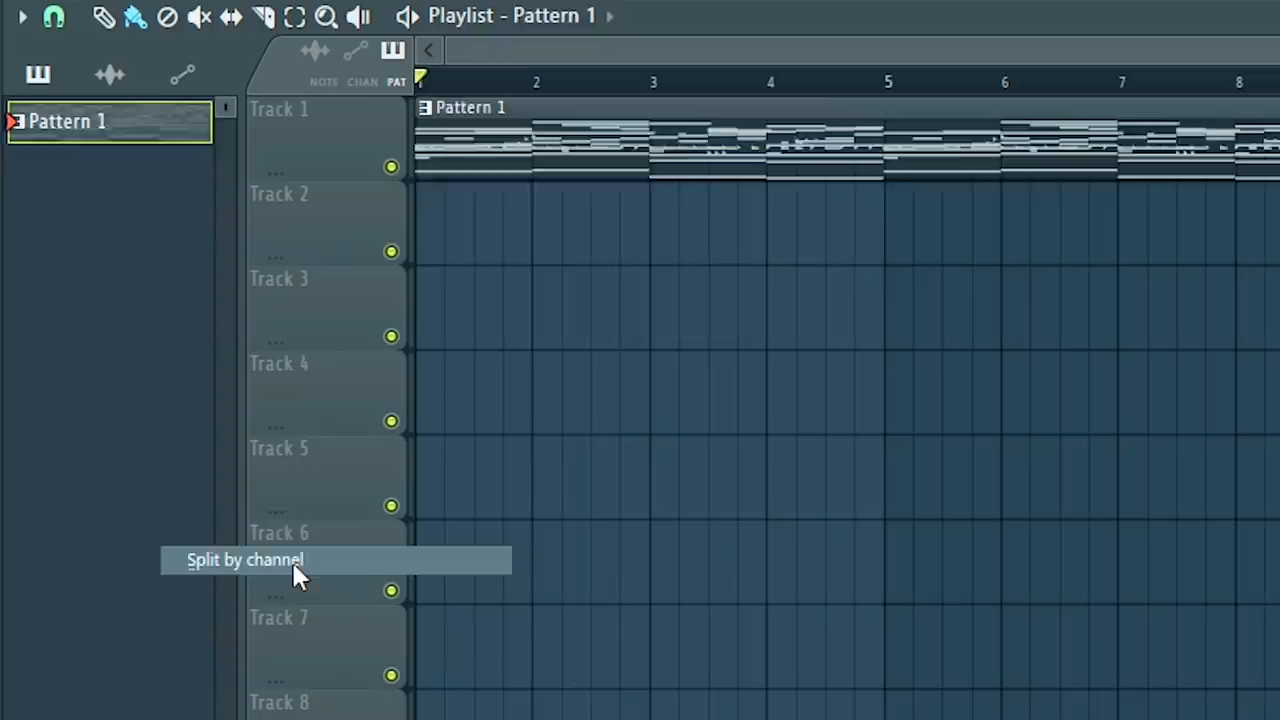 Playlist - Pattern 1
NOTE CHAN PAT
1 2 3 4 5 6 7 8
Pattern 1
Track 1
Pattern 1
Track 2
Track 3
Track 4
Track 5
Track 6
Split by channel
Track 7
Track 8